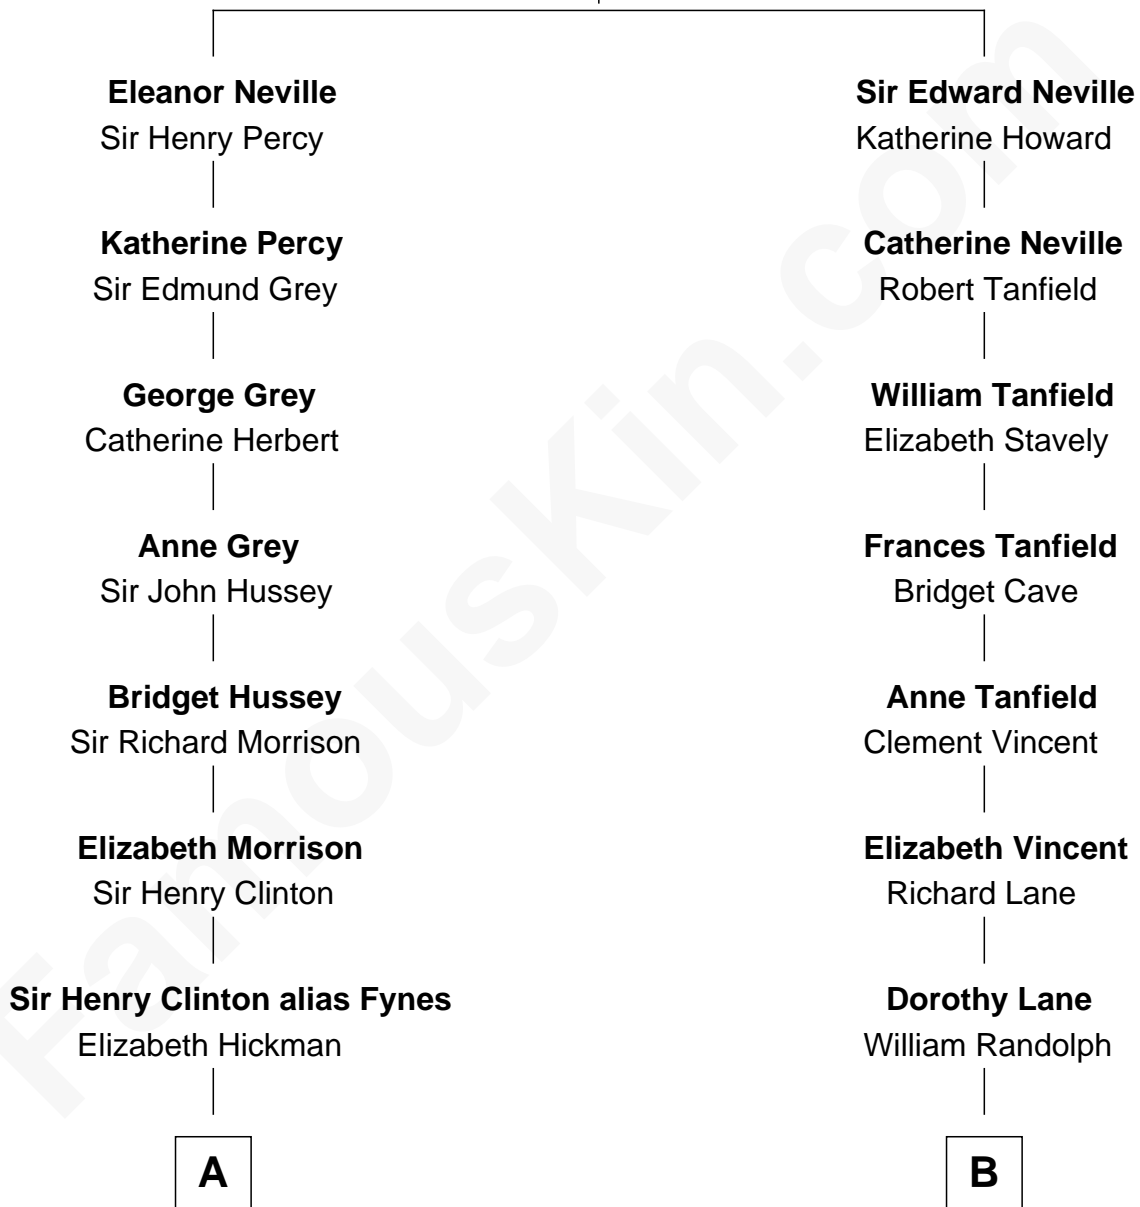 Eleanor Neville
Sir Henry Percy
Katherine Percy
Sir Edmund Grey
George Grey
Catherine Herbert
Anne Grey
Sir John Hussey
Bridget Hussey
Sir Richard Morrison
Elizabeth Morrison
Sir Henry Clinton
Sir Henry Clinton alias Fynes
Elizabeth Hickman
A
Sir Edward Neville
Katherine Howard
Catherine Neville
Robert Tanfield
William Tanfield
Elizabeth Stavely
Frances Tanfield
Bridget Cave
Anne Tanfield
Clement Vincent
Elizabeth Vincent
Richard Lane
Dorothy Lane
William Randolph
B
FamousKin.com